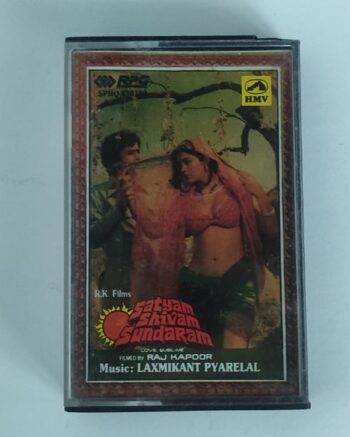 RPG
HMV
R.K. Films
satyam
shivam
sundaram
"LOVE SUBLIME"
FILMED BY RAJ KAPOOR
Music: LAXMIKANT PYARELAL